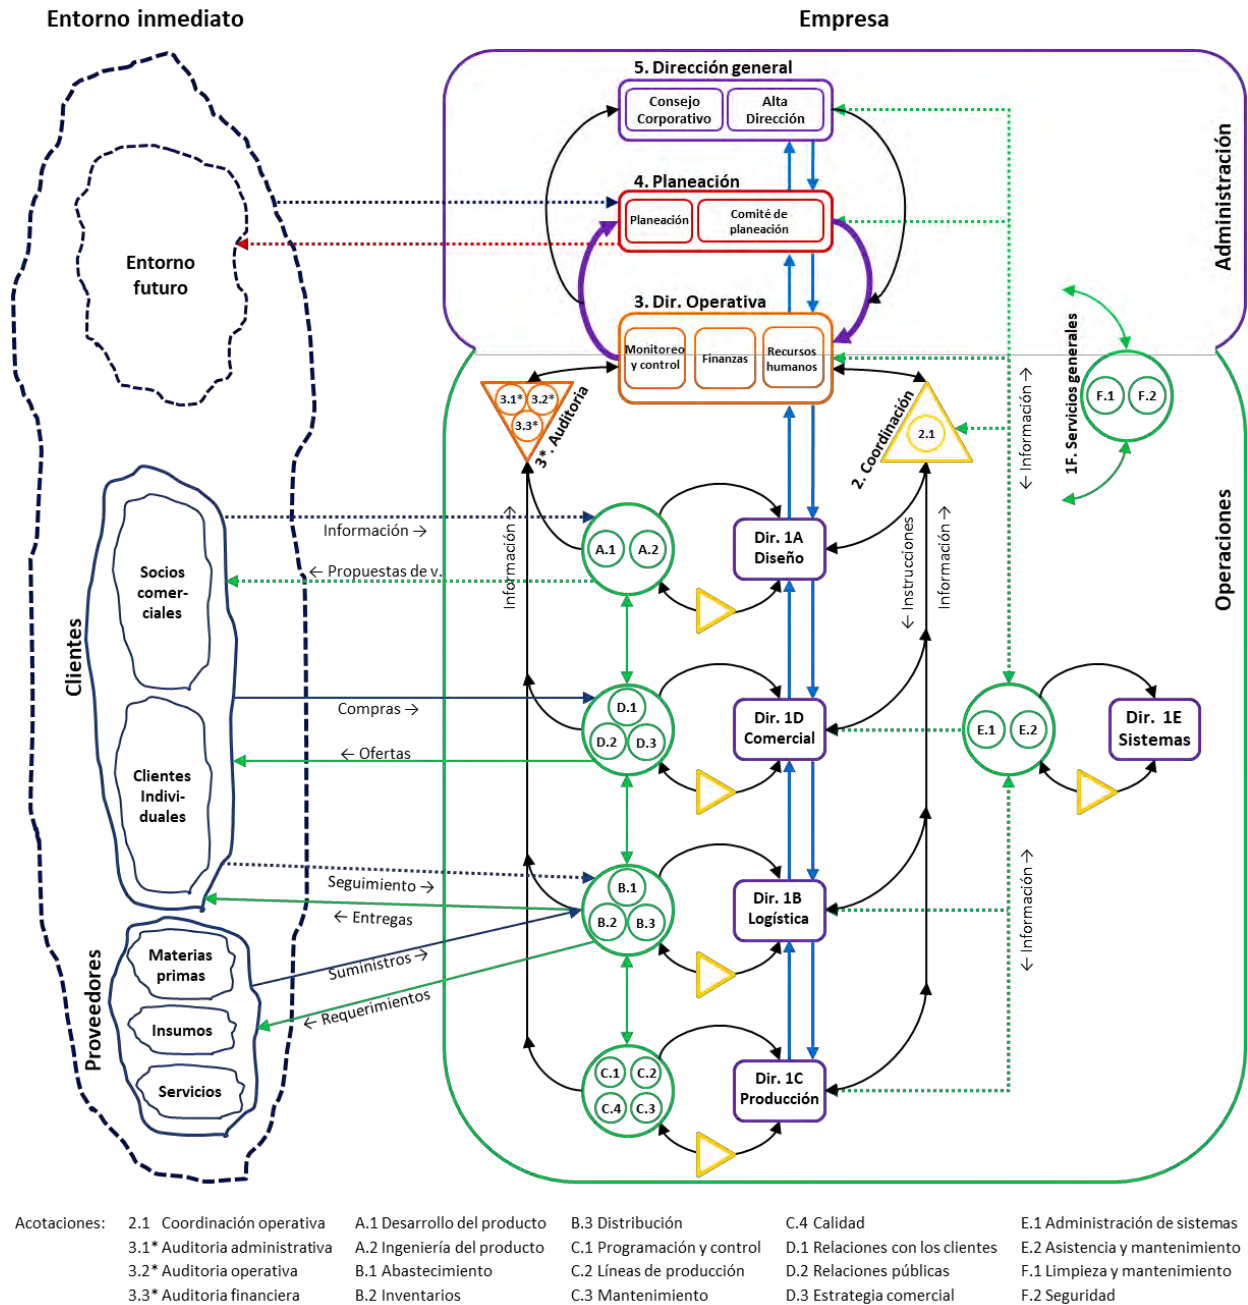 Entorno inmediato
Empresa
5. Dirección general
Consejo
Corporativo
Alta
Dirección
4. Planeación
Planeación
Comité de
planeación
Administración
Entorno
futuro
3. Dir. Operativa
Monitoreo
y control
Finanzas
Recursos
humanos
3.1*
3.2*
3.3*
3*. Auditoría
2. Coordinación
2.1
← Información →
1F. Servicios generales
F.1
F.2
Operaciones
Clientes
Socios
comer-
ciales
Información →
← Propuestas de v.
Información →
A.1
A.2
Dir. 1A
Diseño
← Instrucciones
Información →
Clientes
Indivi-
duales
Compras →
← Ofertas
D.1
D.2
D.3
Dir. 1D
Comercial
E.1
E.2
Dir. 1E
Sistemas
Seguimiento →
← Entregas
B.1
B.2
B.3
Dir. 1B
Logística
← Información →
Proveedores
Materias
primas
Insumos
Servicios
Suministros →
← Requerimientos
C.1
C.2
C.4
C.3
Dir. 1C
Producción
Acotaciones:
2.1 Coordinación operativa
3.1* Auditoria administrativa
3.2* Auditoria operativa
3.3* Auditoria financiera
A.1 Desarrollo del producto
A.2 Ingeniería del producto
B.1 Abastecimiento
B.2 Inventarios
B.3 Distribución
C.1 Programación y control
C.2 Líneas de producción
C.3 Mantenimiento
C.4 Calidad
D.1 Relaciones con los clientes
D.2 Relaciones públicas
D.3 Estrategia comercial
E.1 Administración de sistemas
E.2 Asistencia y mantenimiento
F.1 Limpieza y mantenimiento
F.2 Seguridad